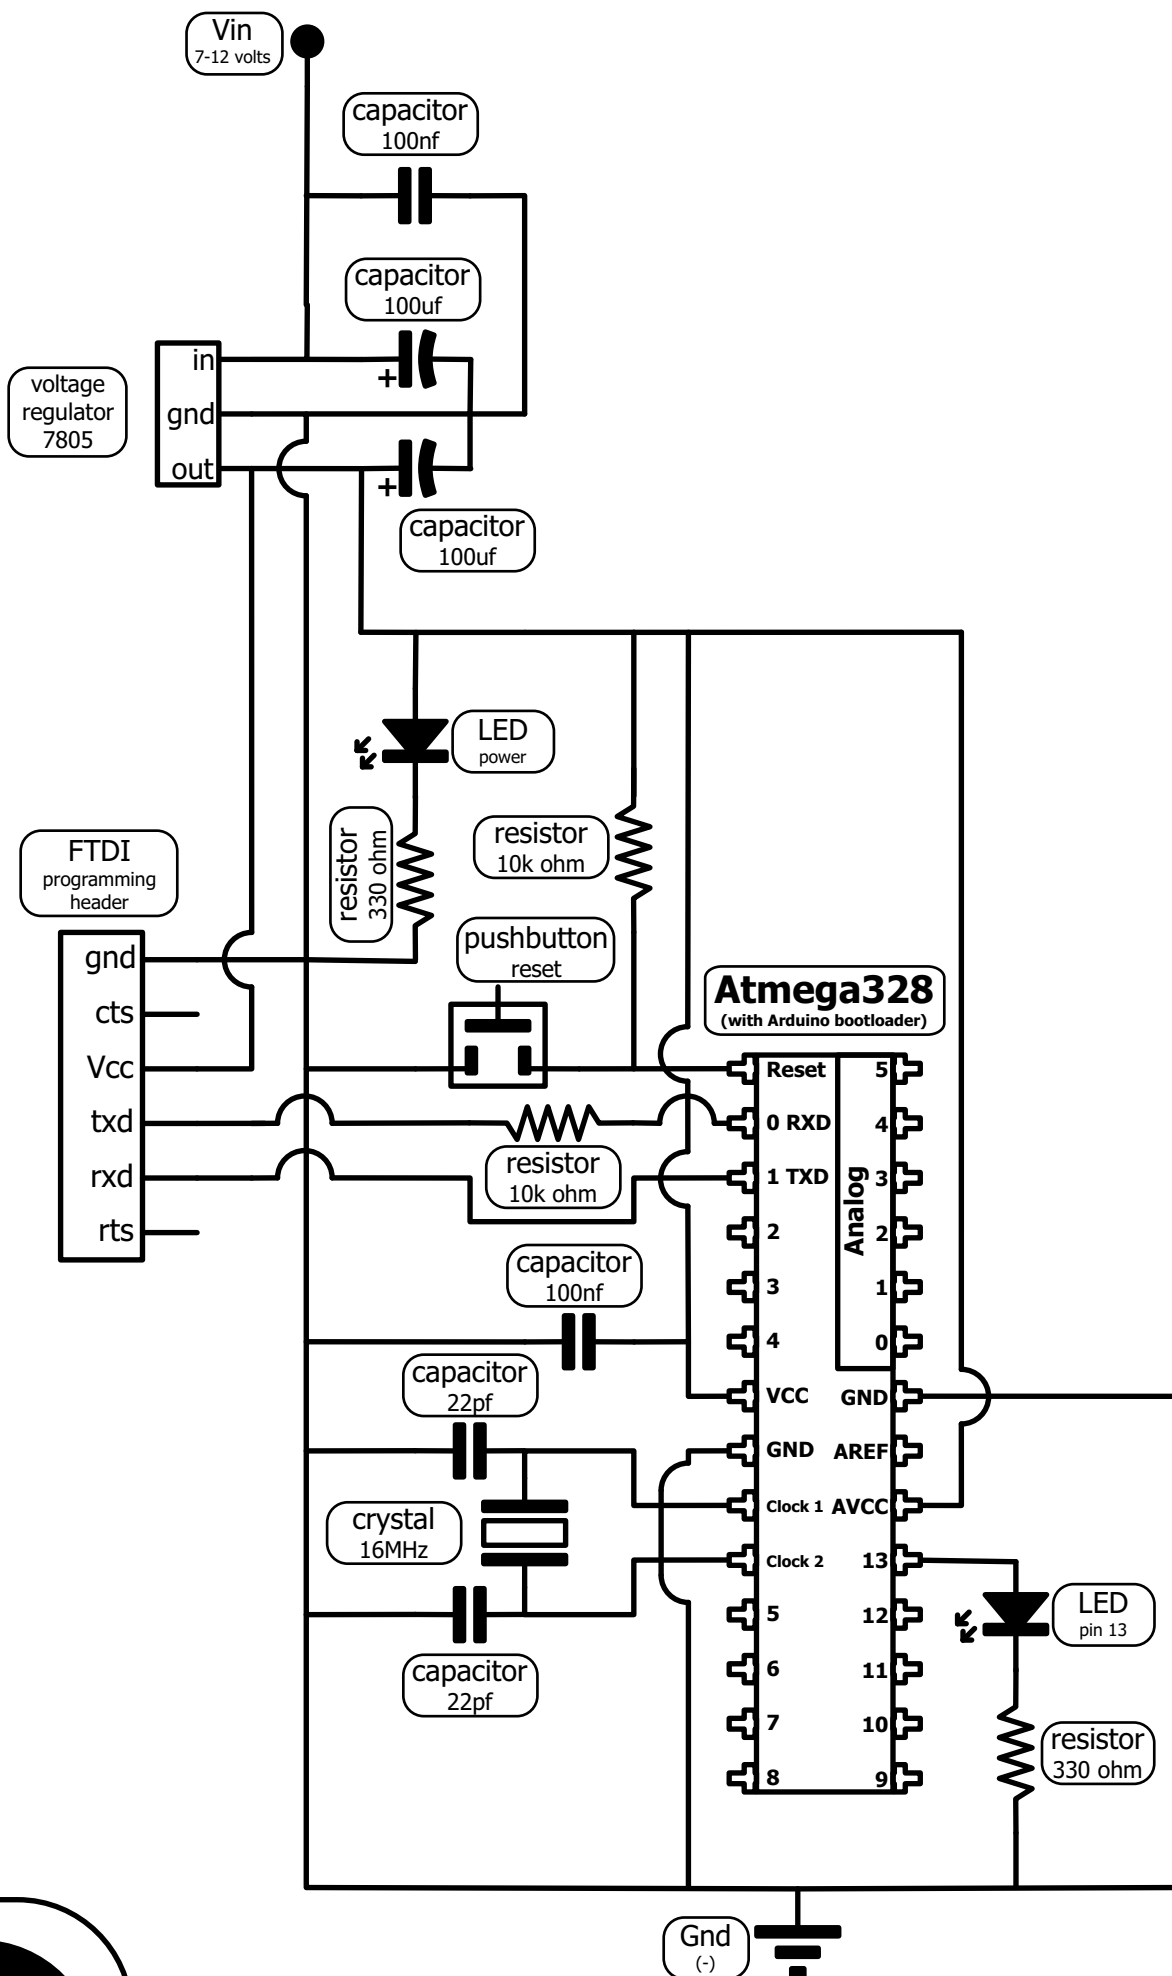 Vin
7-12 volts
capacitor
100nf
capacitor
100uf
voltage
regulator
7805
in
gnd
out
+
+
capacitor
100uf
LED
power
resistor
330 ohm
resistor
10k ohm
FTDI
programming
header
pushbutton
reset
gnd
cts
Vcc
txd
rxd
rts
resistor
10k ohm
capacitor
100nf
capacitor
22pf
crystal
16MHz
capacitor
22pf
Atmega328
(with Arduino bootloader)
Reset
0 RXD
1 TXD
2
3
4
VCC
GND
Clock 1
Clock 2
5
6
7
8
Analog
5
4
3
2
1
0
GND
AREF
AVCC
13
12
11
10
9
LED
pin 13
resistor
330 ohm
Gnd
(-)